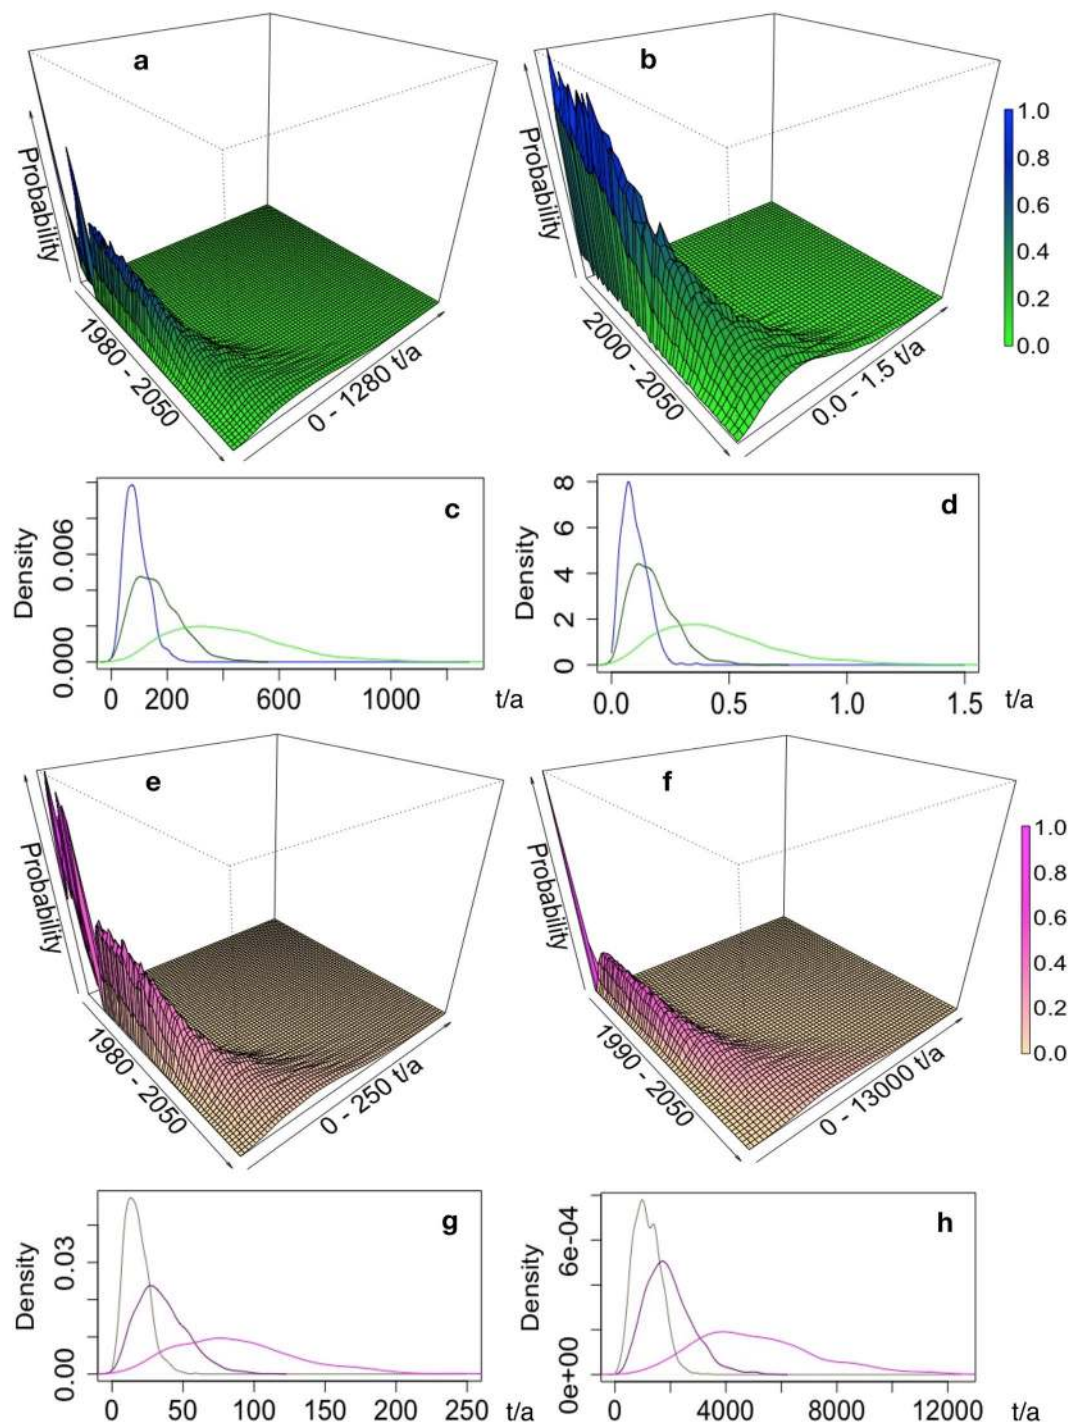 a
b
Probability
Probability
1.0
0.8
0.6
0.4
0.2
0.0
1980 - 2050
0 - 1280 t/a
2000 - 2050
0.0 - 1.5 t/a
c
Density
0.006
0.000
0 200 600 1000 t/a
d
Density
8
6
4
2
0
0.0 0.5 1.0 1.5 t/a
e
f
Probability
Probability
1.0
0.8
0.6
0.4
0.2
0.0
1980 - 2050
0 - 250 t/a
1990 - 2050
0 - 13000 t/a
g
Density
0.03
0.00
0 50 100 150 200 250 t/a
h
Density
6e-04
0e+00
0 4000 8000 12000 t/a